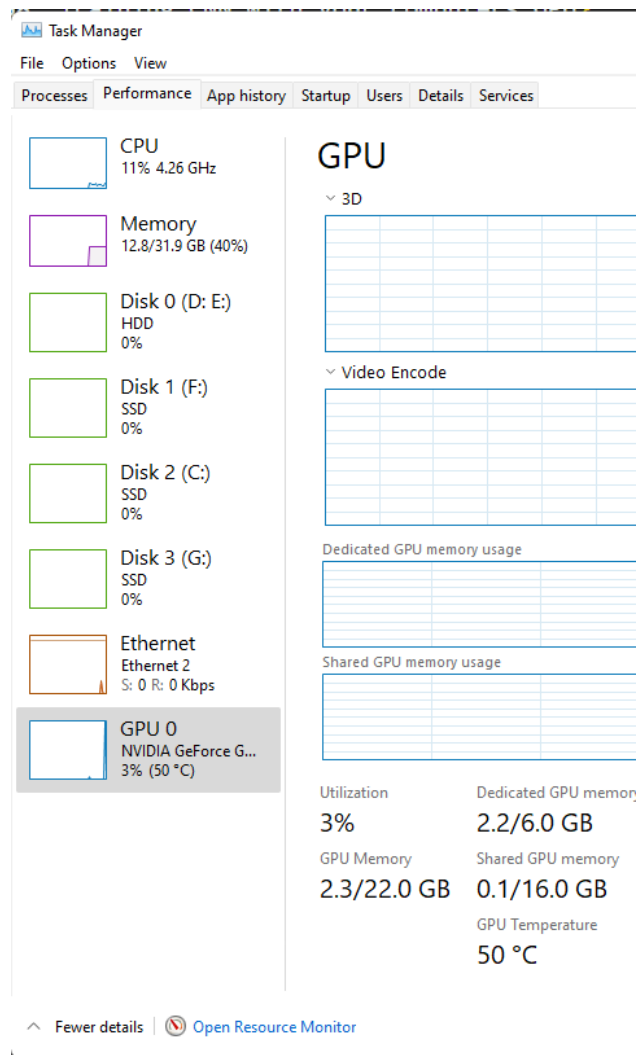 Task Manager
File Options View
Processes Performance App history Startup Users Details Services
CPU
11% 4.26 GHz
Memory
12.8/31.9 GB (40%)
Disk 0 (D: E:)
HDD
0%
Disk 1 (F:)
SSD
0%
Disk 2 (C:)
SSD
0%
Disk 3 (G:)
SSD
0%
Ethernet
Ethernet 2
S: 0 R: 0 Kbps
GPU 0
NVIDIA GeForce G...
3% (50 °C)
GPU
3D
Video Encode
Dedicated GPU memory usage
Shared GPU memory usage
Utilization
3%
Dedicated GPU memory
2.2/6.0 GB
GPU Memory
2.3/22.0 GB
Shared GPU memory
0.1/16.0 GB
GPU Temperature
50 °C
Fewer details
Open Resource Monitor